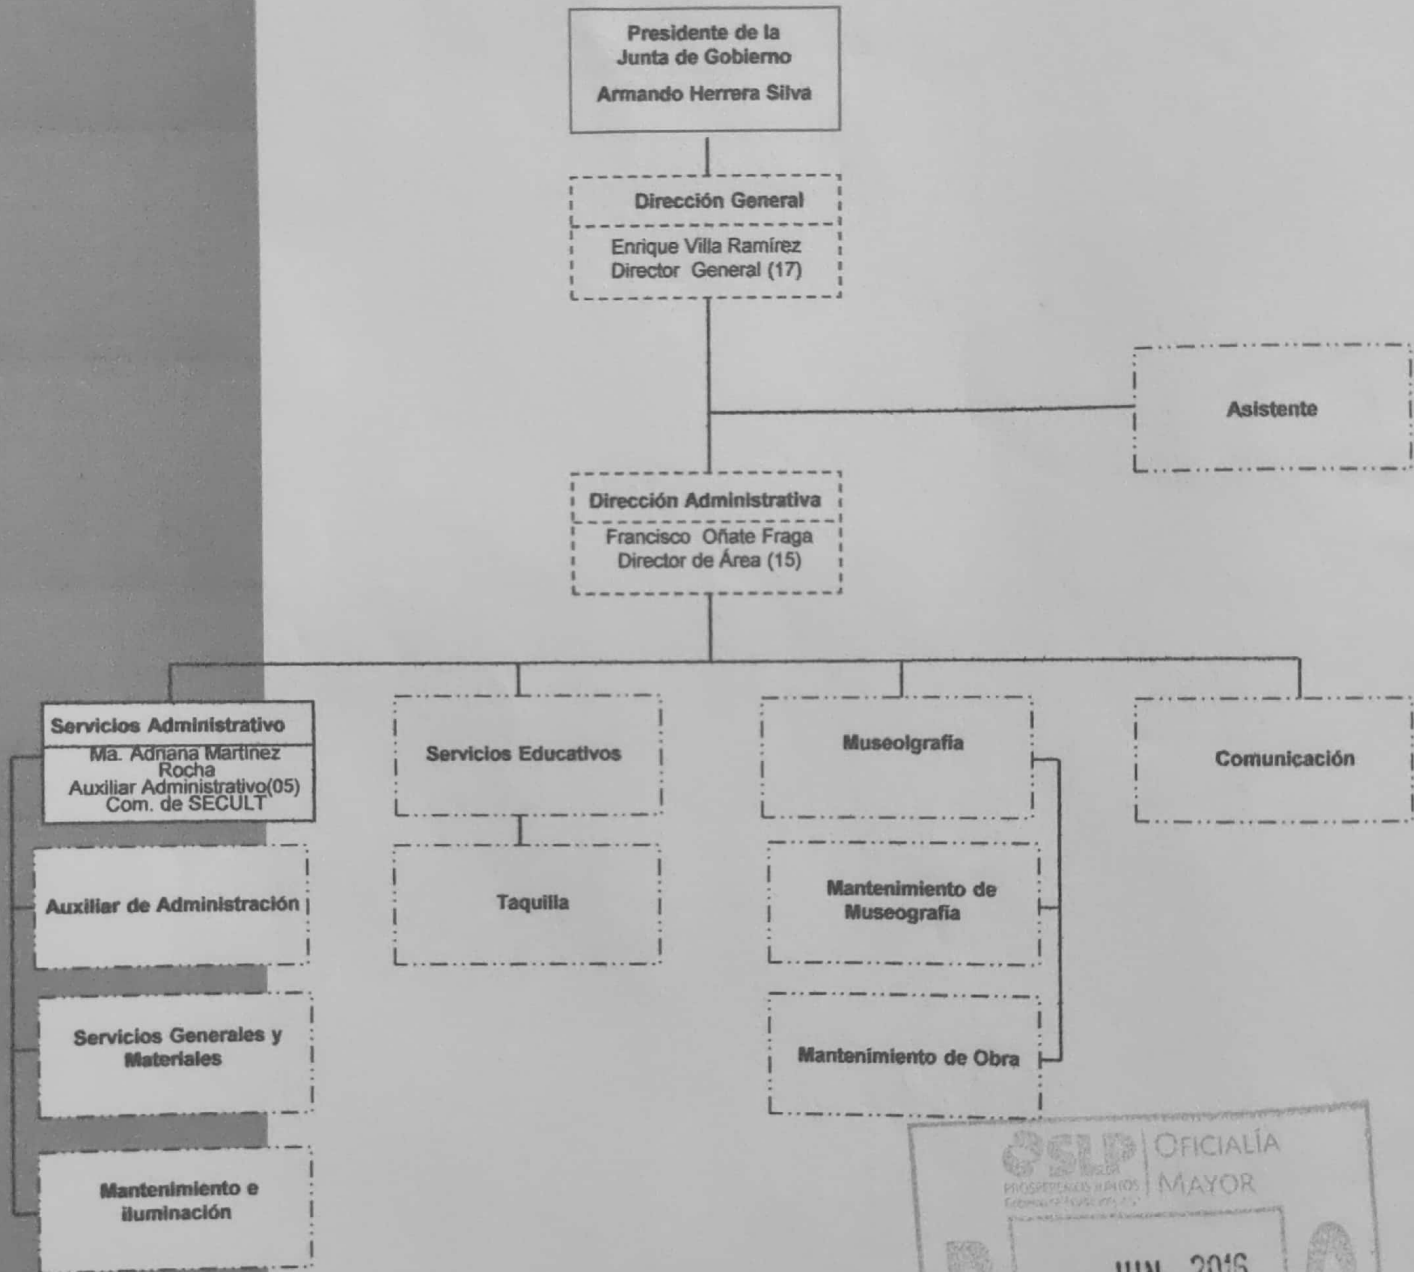 Presidente de la
Junta de Gobierno
Armando Herrera Silva
Dirección General
Enrique Villa Ramírez
Director General (17)
Asistente
Dirección Administrativa
Francisco Oñate Fraga
Director de Área (15)
Servicios Administrativo
Ma. Adriana Martínez
Rocha
Auxiliar Administrativo(05)
Com. de SECULT
Servicios Educativos
Museolgrafía
Comunicación
Auxiliar de Administración
Taquilla
Mantenimiento de
Museografía
Servicios Generales y
Materiales
Mantenimiento de Obra
Mantenimiento e
iluminación
SLP
OFICIALÍA
MAYOR
JUN 2016